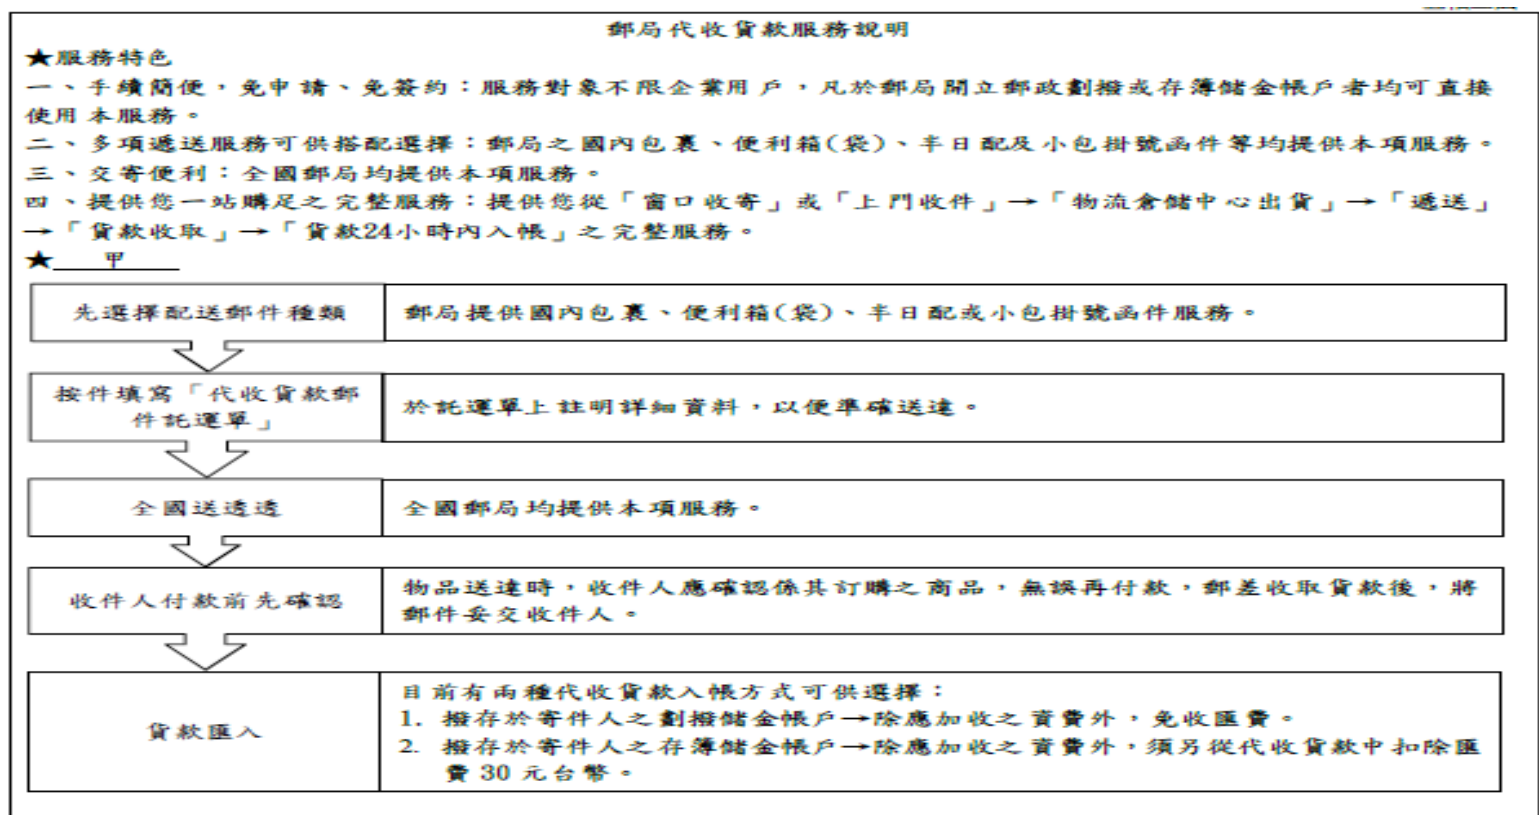 郵局代收貨款服務說明
★服務特色
一、手續簡便，免申請、免簽約：服務對象不限企業用戶，凡於郵局開立郵政劃撥或存簿儲金帳戶者均可直接
使用本服務。
二、多項遞送服務可供搭配選擇：郵局之國內包裹、便利箱(袋)、半日配及小包掛號函件等均提供本項服務。
三、交寄便利：全國郵局均提供本項服務。
四、提供您一站購足之完整服務：提供您從「窗口收寄」或「上門收件」→「物流倉儲中心出貨」→「遞送」
→「貨款收取」→「貨款24小時內入帳」之完整服務。
★ 甲
先選擇配送郵件種類
郵局提供國內包裹、便利箱(袋)、半日配或小包掛號函件服務。
按件填寫「代收貨款郵
件託運單」
於託運單上註明詳細資料，以便準確送達。
全國送透透
全國郵局均提供本項服務。
收件人付款前先確認
物品送達時，收件人應確認係其訂購之商品，無誤再付款，郵差收取貨款後，將
郵件妥交收件人。
貨款匯入
目前有兩種代收貨款入帳方式可供選擇：
1. 撥存於寄件人之劃撥儲金帳戶→除應加收之資費外，免收匯費。
2. 撥存於寄件人之存簿儲金帳戶→除應加收之資費外，須另從代收貨款中扣除匯
費 30 元台幣。